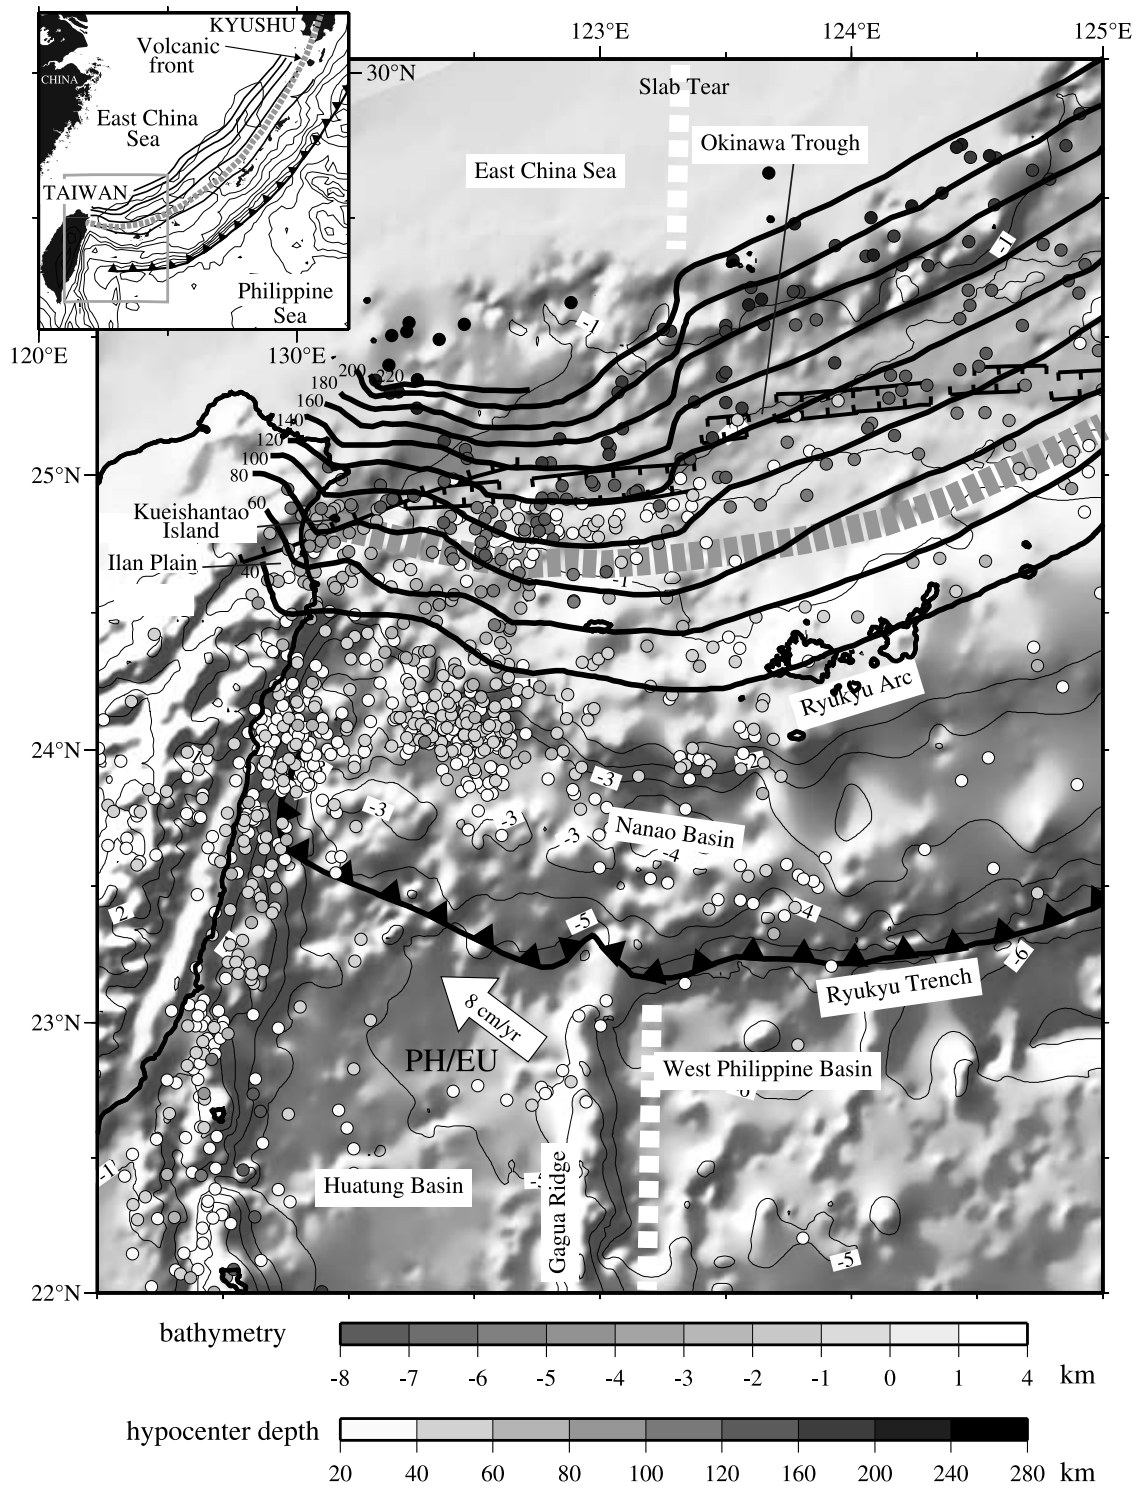 KYUSHU
Volcanic
front
CHINA
East China
Sea
TAIWAN
Philippine
Sea
30°N
120°E
130°E
123°E
124°E
125°E
Slab Tear
Okinawa Trough
East China Sea
-1
-1
220
200
180
160
140
120
100
80
60
40
25°N
Kueishantao
Island
Ilan Plain
-1
Ryukyu Arc
24°N
-3
-2
-3
-3
-3
Nanao Basin
-4
2
-4
-5
-6
Ryukyu Trench
8 cm/yr
23°N
PH/EU
West Philippine Basin
-6
-1
Huatung Basin
Gagua Ridge
-5
22°N
bathymetry
-8 -7 -6 -5 -4 -3 -2 -1 0 1 4 km
hypocenter depth
20 40 60 80 100 120 160 200 240 280 km